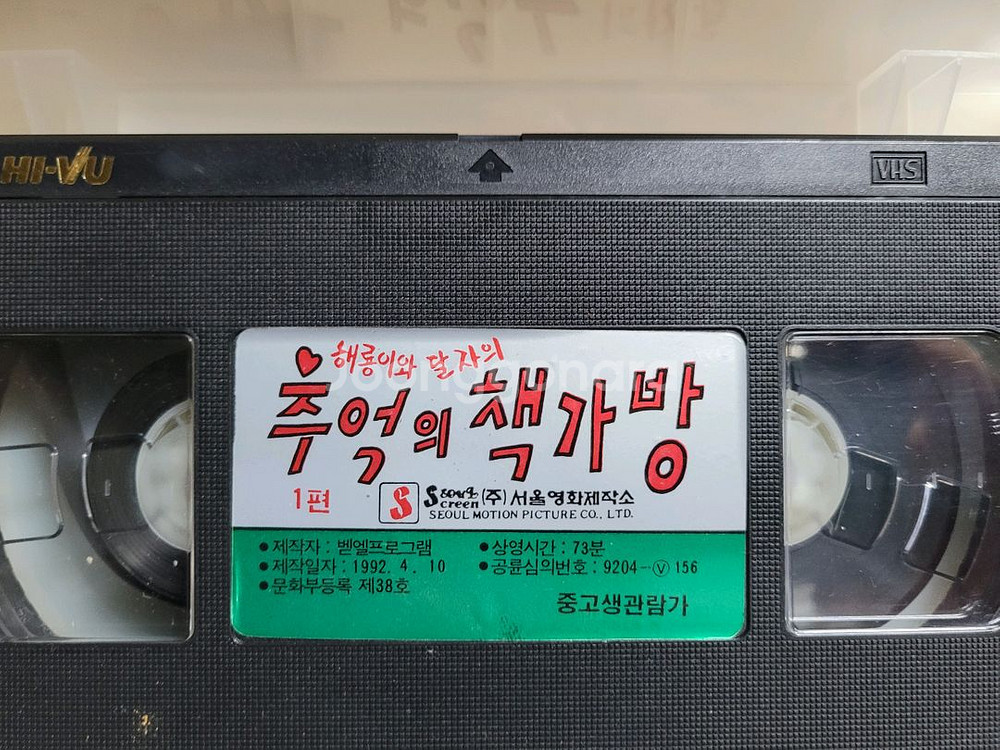 HI-VU
VHS
해룡이와 달자의
추억의 책가방
1편
S Seoul Screen (주) 서울영화제작소
SEOUL MOTION PICTURE CO., LTD.
● 제작자 : 벧엘프로그램
● 상영시간 : 73분
● 제작일자 : 1992. 4. 10
● 공륜심의번호 : 9204-Ⓥ 156
● 문화부등록 제38호
중고생관람가